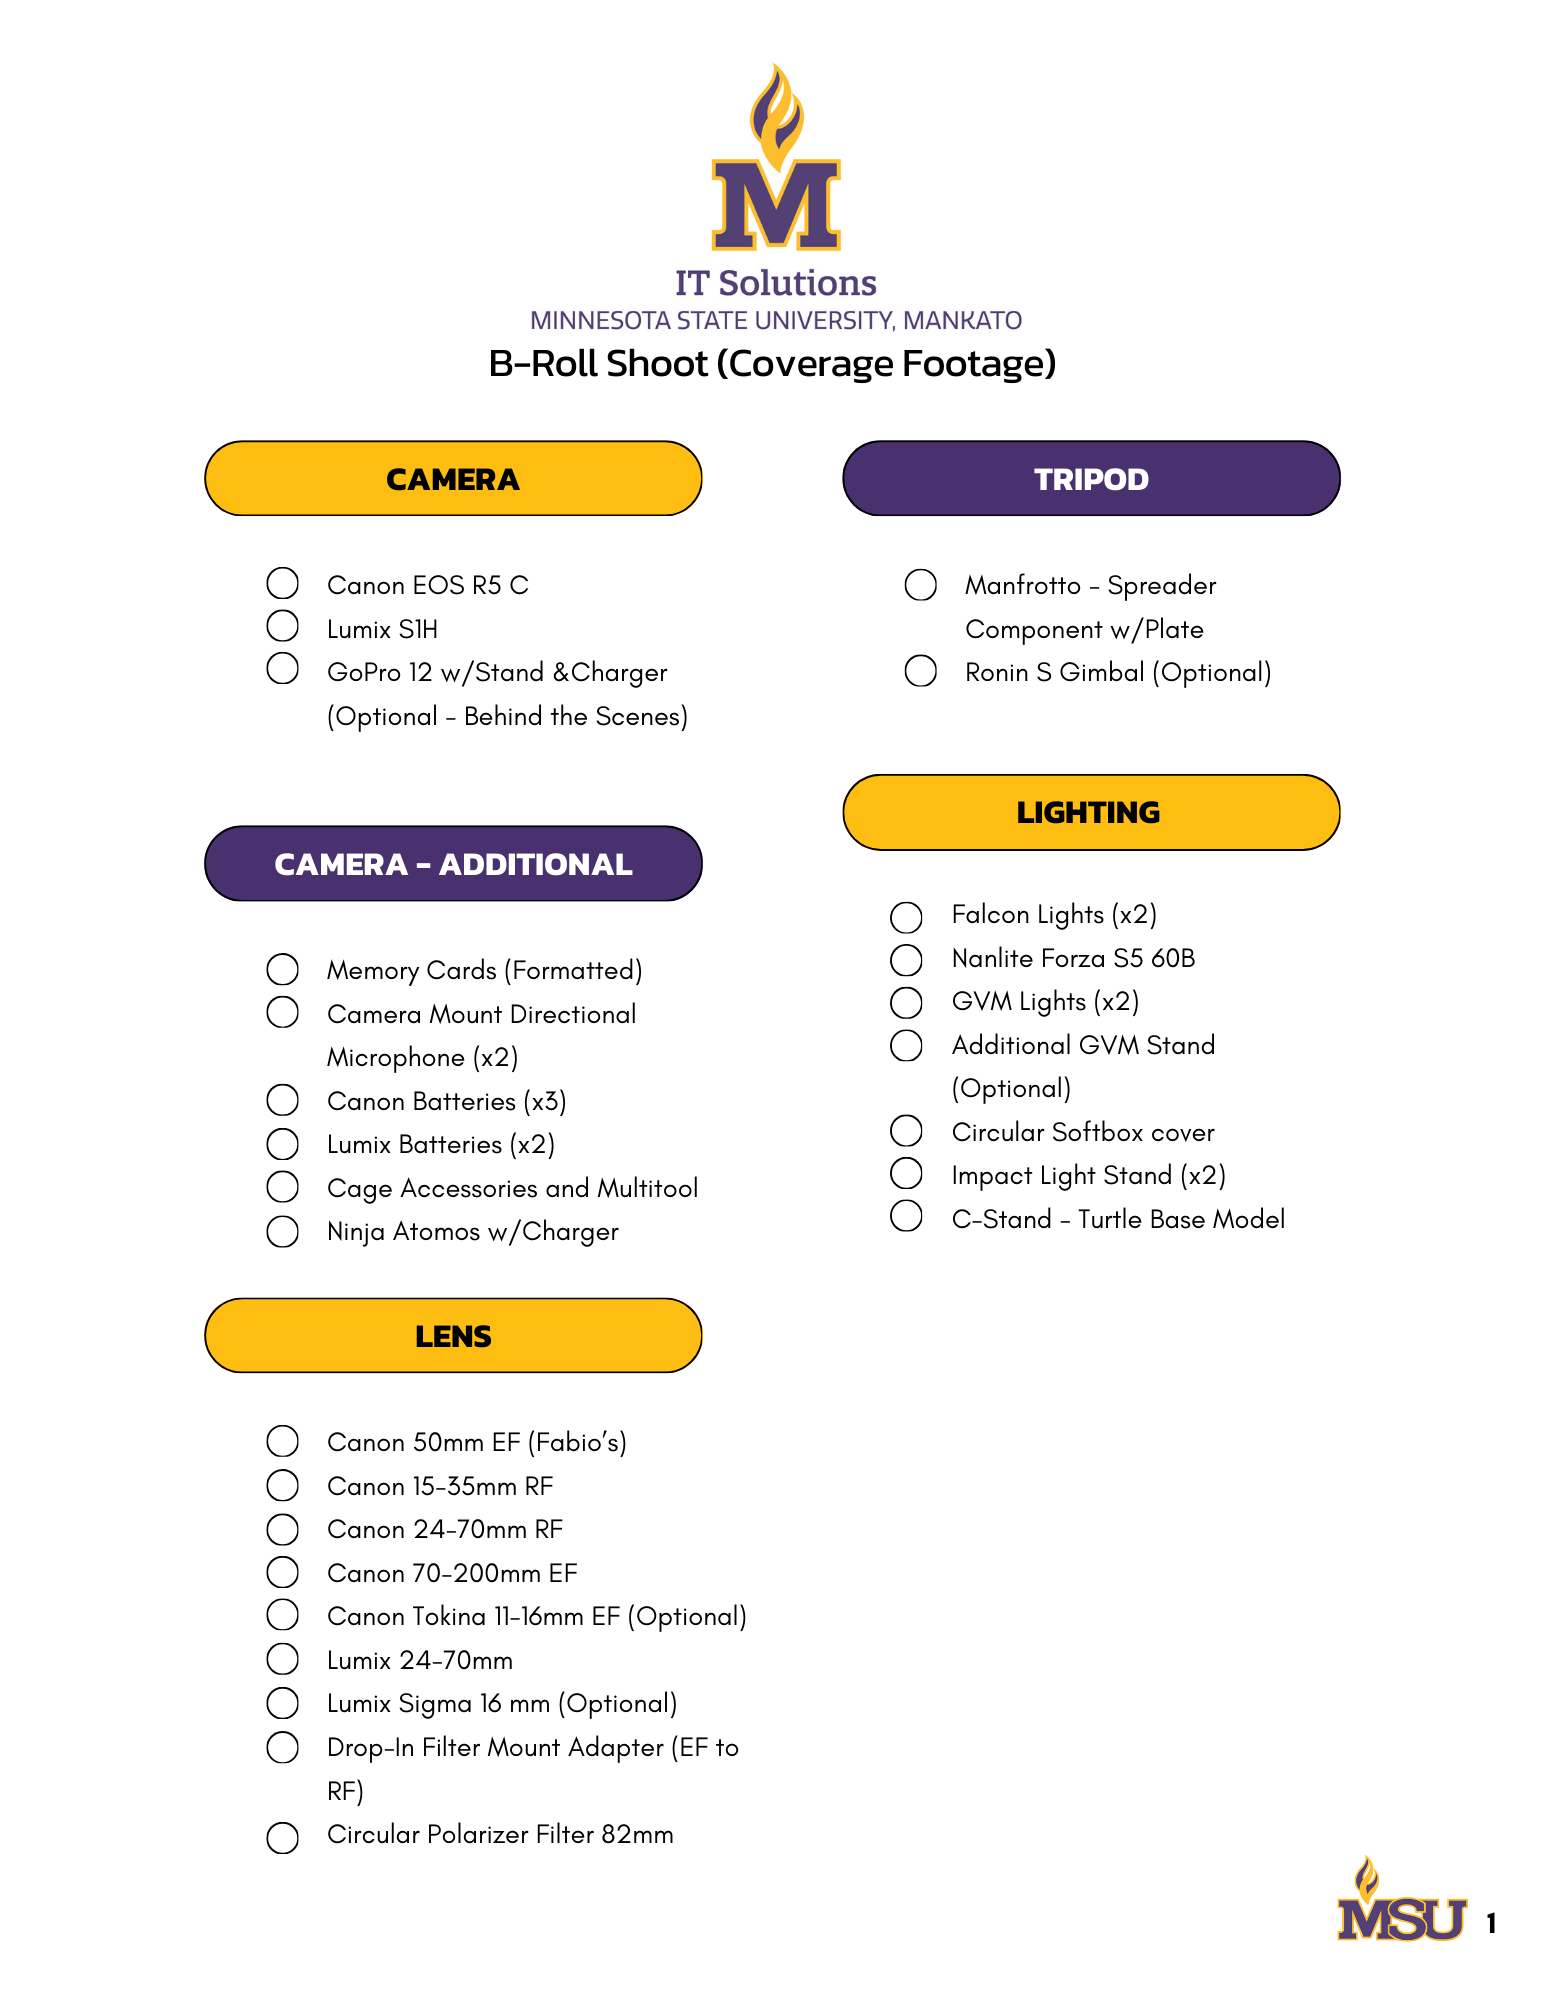 M
IT Solutions
MINNESOTA STATE UNIVERSITY, MANKATO
B-Roll Shoot (Coverage Footage)
CAMERA
Canon EOS R5 C
Lumix S1H
GoPro 12 w/Stand &Charger
(Optional - Behind the Scenes)
CAMERA - ADDITIONAL
Memory Cards (Formatted)
Camera Mount Directional
Microphone (x2)
Canon Batteries (x3)
Lumix Batteries (x2)
Cage Accessories and Multitool
Ninja Atomos w/Charger
LENS
Canon 50mm EF (Fabio’s)
Canon 15-35mm RF
Canon 24-70mm RF
Canon 70-200mm EF
Canon Tokina 11-16mm EF (Optional)
Lumix 24-70mm
Lumix Sigma 16 mm (Optional)
Drop-In Filter Mount Adapter (EF to
RF)
Circular Polarizer Filter 82mm
TRIPOD
Manfrotto - Spreader
Component w/Plate
Ronin S Gimbal (Optional)
LIGHTING
Falcon Lights (x2)
Nanlite Forza S5 60B
GVM Lights (x2)
Additional GVM Stand
(Optional)
Circular Softbox cover
Impact Light Stand (x2)
C-Stand - Turtle Base Model
MSU
1